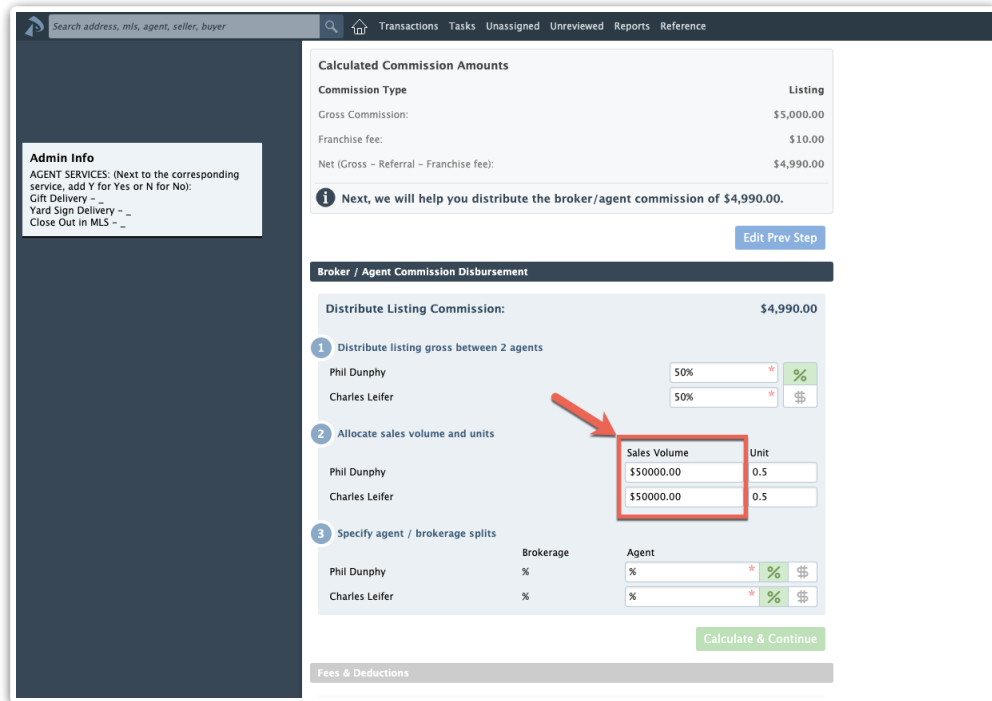 Search address, mls, agent, seller, buyer
Transactions Tasks Unassigned Unreviewed Reports Reference
Admin Info
AGENT SERVICES: (Next to the corresponding
service, add Y for Yes or N for No):
Gift Delivery - _
Yard Sign Delivery - _
Close Out in MLS - _
Calculated Commission Amounts
Commission Type Listing
Gross Commission: $5,000.00
Franchise fee: $10.00
Net (Gross - Referral - Franchise fee): $4,990.00
i Next, we will help you distribute the broker/agent commission of $4,990.00.
Edit Prev Step
Broker / Agent Commission Disbursement
Distribute Listing Commission: $4,990.00
1 Distribute listing gross between 2 agents
Phil Dunphy 50% * %
Charles Leifer 50% * $
2 Allocate sales volume and units
Sales Volume Unit
Phil Dunphy $50000.00 0.5
Charles Leifer $50000.00 0.5
3 Specify agent / brokerage splits
Brokerage Agent
Phil Dunphy % % * % $
Charles Leifer % % * % $
Calculate & Continue
Fees & Deductions